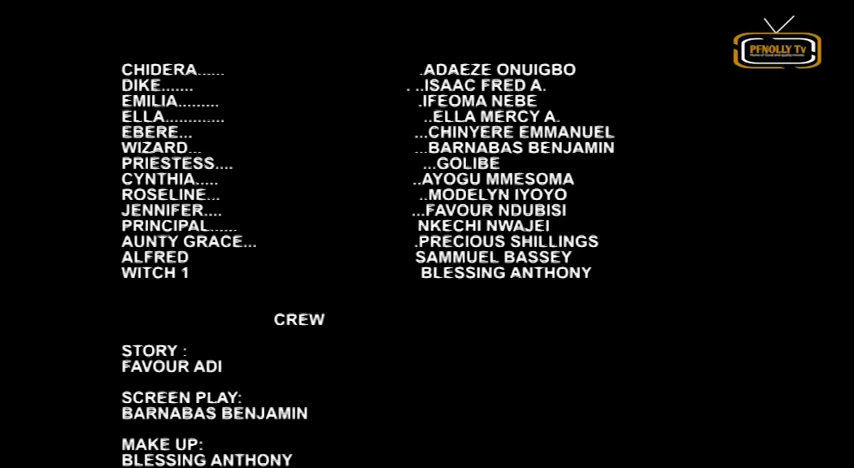 PFNOLLY Tv
CHIDERA...... .ADAEZE ONUIGBO
DIKE....... . ..ISAAC FRED A.
EMILIA......... .IFEOMA NEBE
ELLA............. ..ELLA MERCY A.
EBERE... ...CHINYERE EMMANUEL
WIZARD... ...BARNABAS BENJAMIN
PRIESTESS.... ...GOLIBE
CYNTHIA..... ..AYOGU MMESOMA
ROSELINE... ..MODELYN IYOYO
JENNIFER.... ...FAVOUR NDUBISI
PRINCIPAL...... NKECHI NWAJEI
AUNTY GRACE... .PRECIOUS SHILLINGS
ALFRED SAMMUEL BASSEY
WITCH 1 BLESSING ANTHONY
CREW
STORY :
FAVOUR ADI
SCREEN PLAY:
BARNABAS BENJAMIN
MAKE UP:
BLESSING ANTHONY